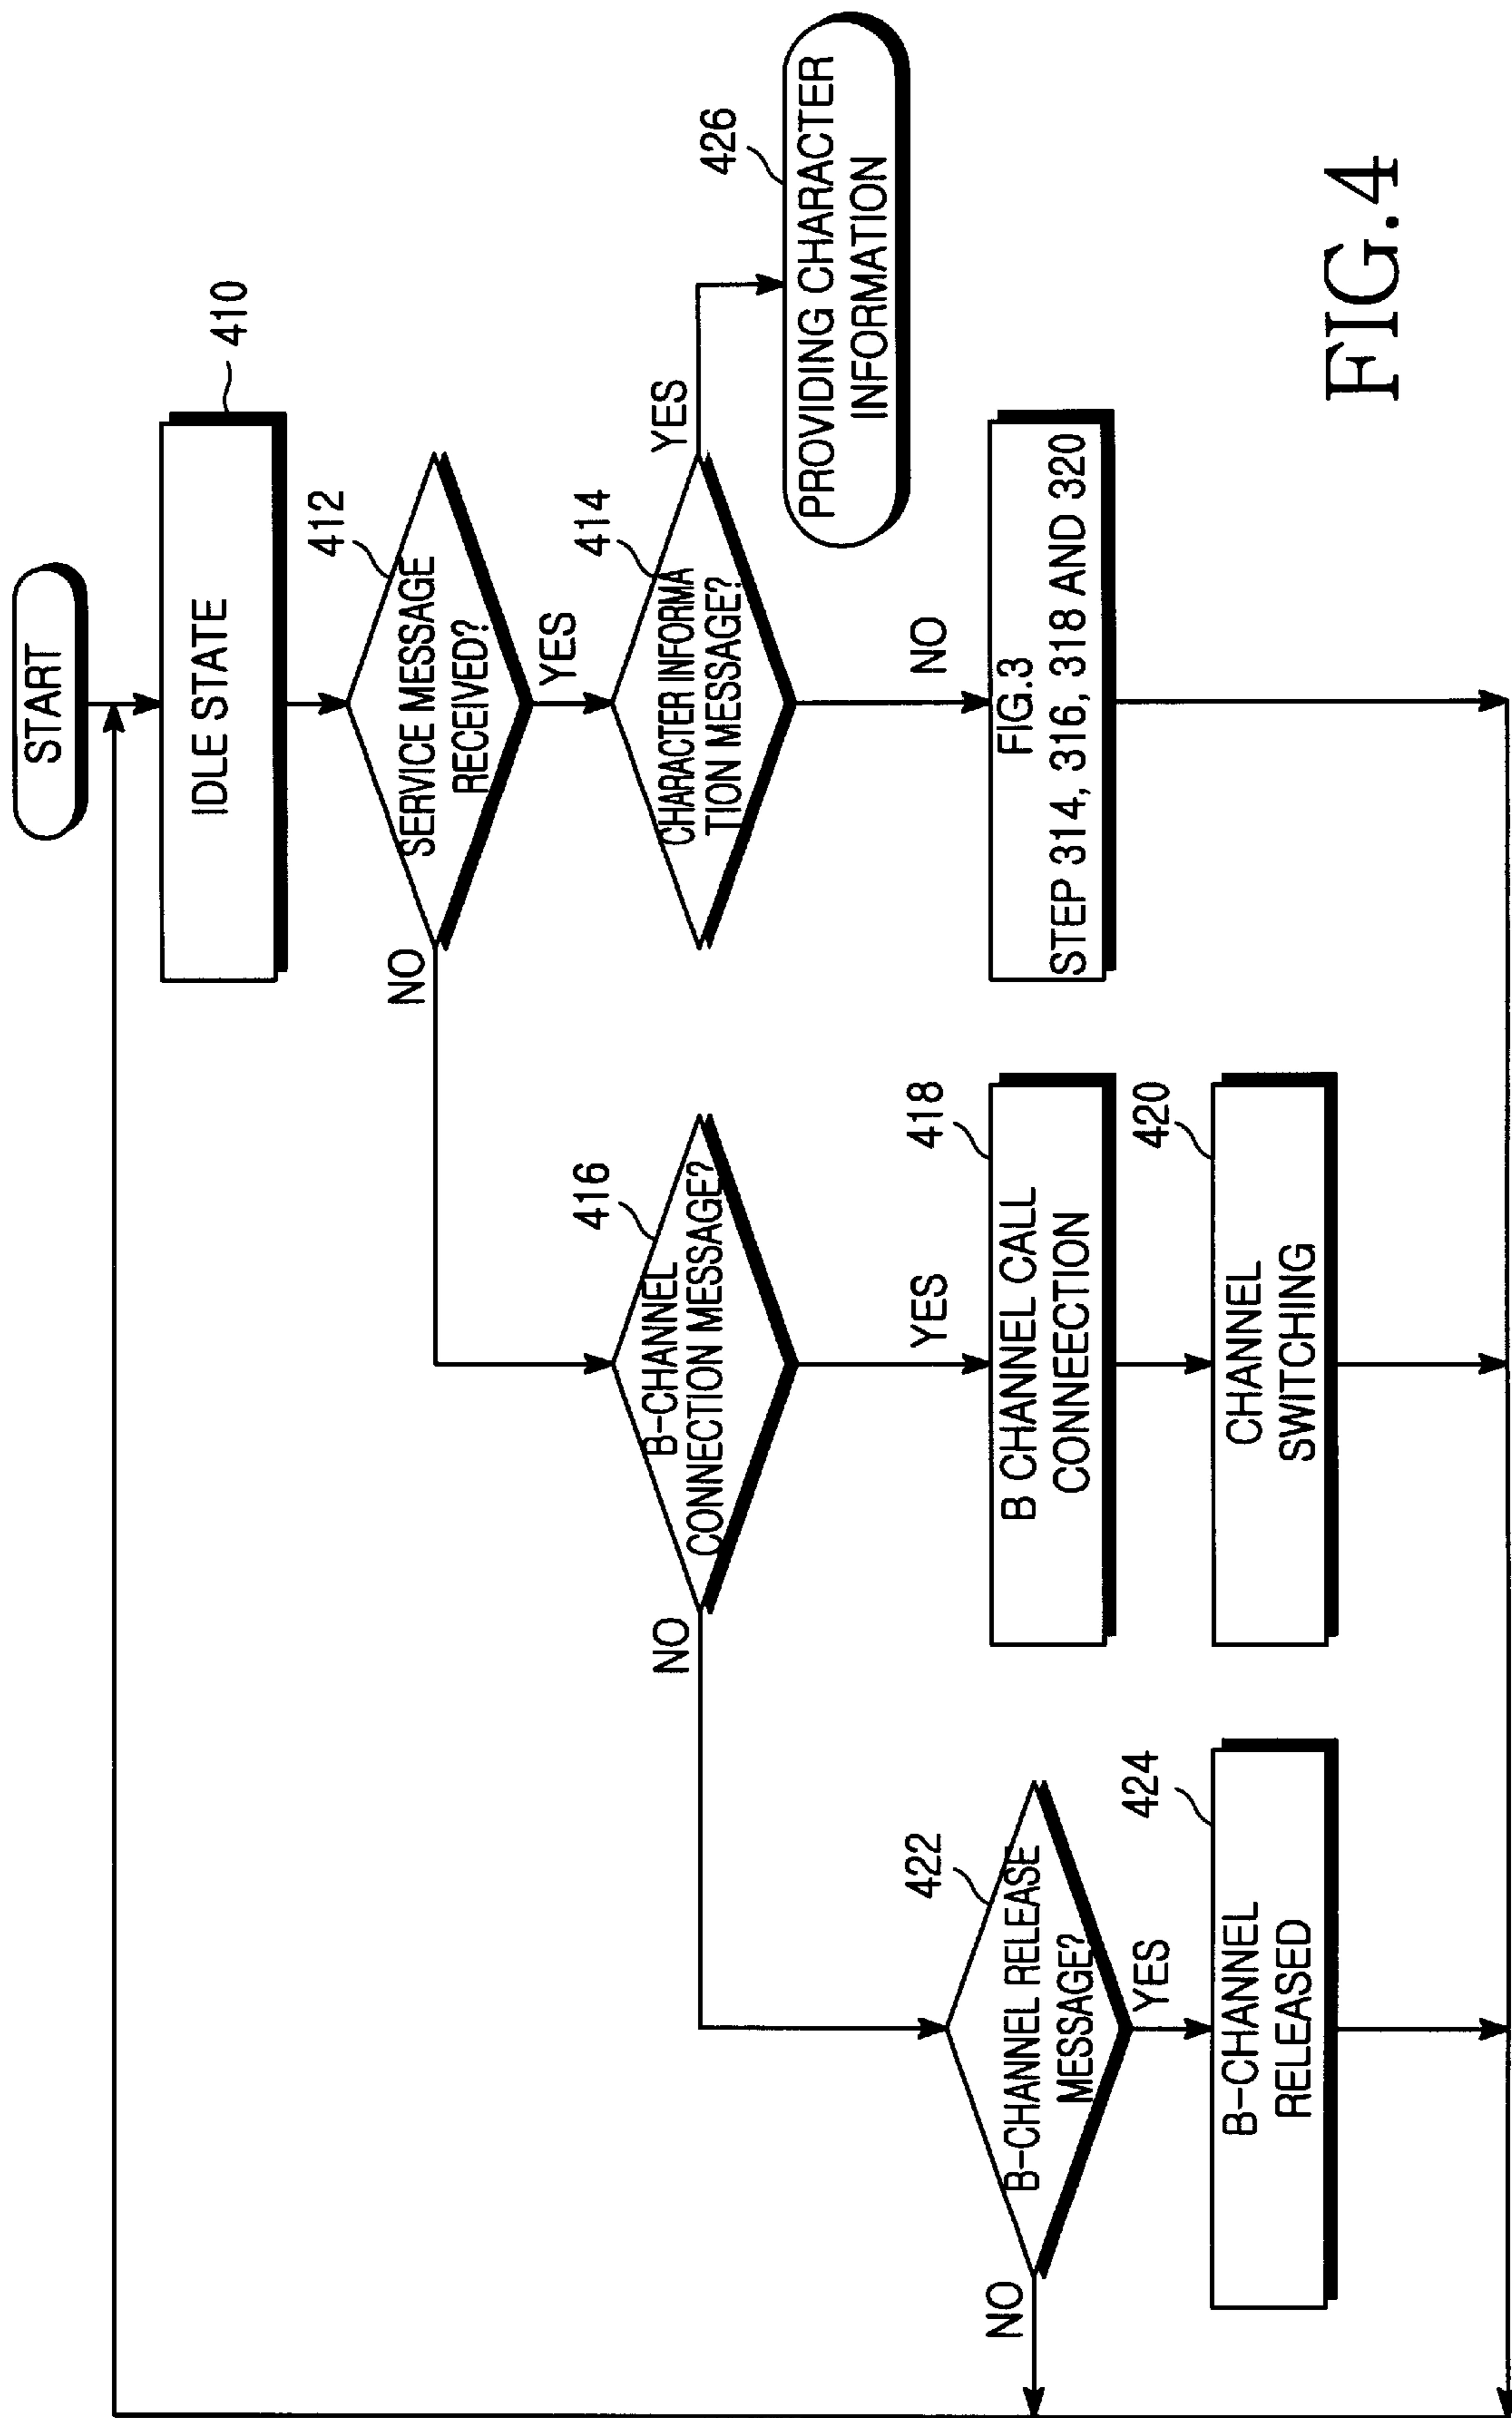 START
IDLE STATE
410
SERVICE MESSAGE
RECEIVED?
412
NO
YES
CHARACTER INFORMA
TION MESSAGE?
414
YES
PROVIDING CHARACTER
INFORMATION
426
NO
FIG.3
STEP 314, 316, 318 AND 320
B-CHANNEL
CONNECTION MESSAGE?
416
NO
YES
B CHANNEL CALL
CONNEECTION
418
CHANNEL
SWITCHING
420
B-CHANNEL RELEASE
MESSAGE?
422
NO
YES
B-CHANNEL
RELEASED
424
FIG.4